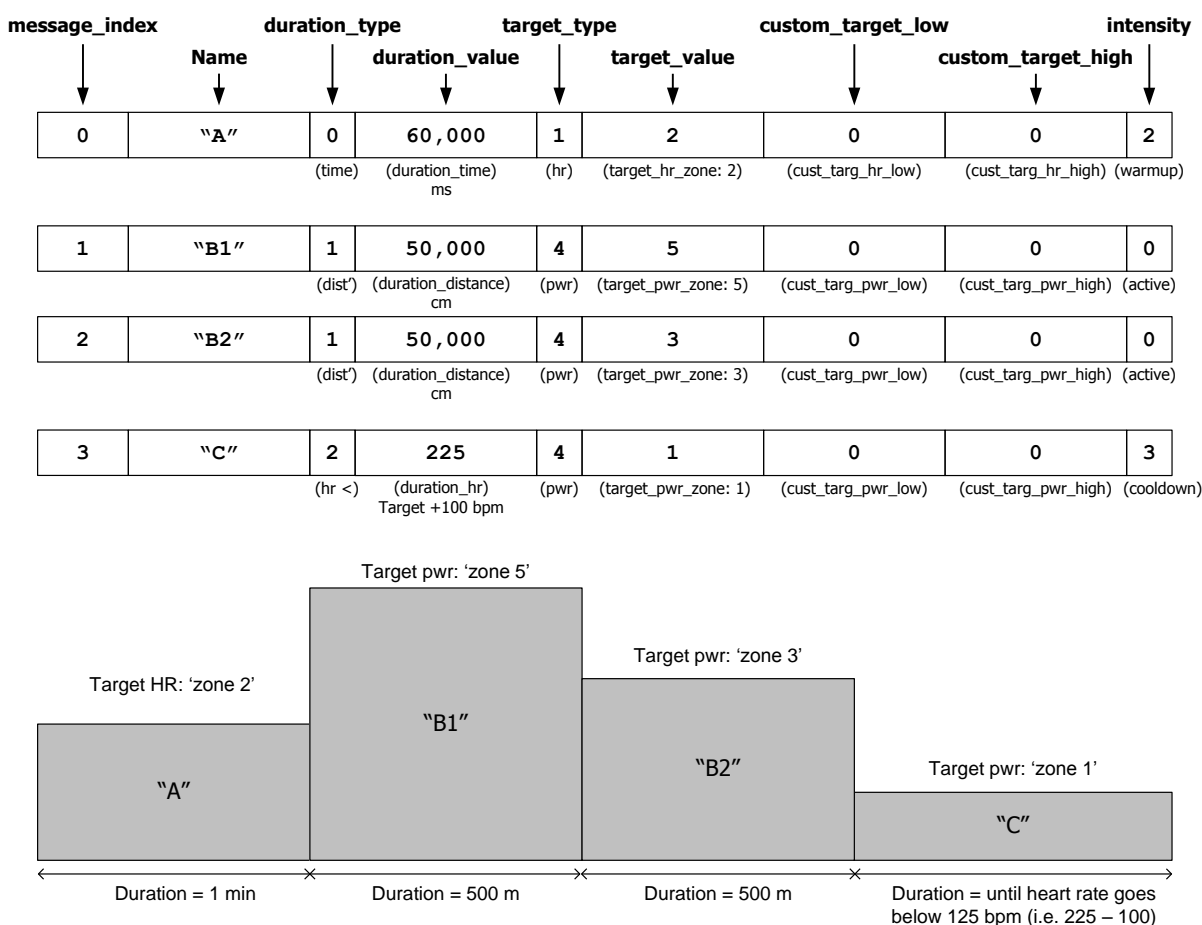 message_index duration_type target_type custom_target_low intensity
Name duration_value target_value custom_target_high
0 “A” 0 60,000 1 2 0 0 2
(time) (duration_time) (hr) (target_hr_zone: 2) (cust_targ_hr_low) (cust_targ_hr_high) (warmup)
ms
1 “B1” 1 50,000 4 5 0 0 0
(dist’) (duration_distance) (pwr) (target_pwr_zone: 5) (cust_targ_pwr_low) (cust_targ_pwr_high) (active)
cm
2 “B2” 1 50,000 4 3 0 0 0
(dist’) (duration_distance) (pwr) (target_pwr_zone: 3) (cust_targ_pwr_low) (cust_targ_pwr_high) (active)
cm
3 “C” 2 225 4 1 0 0 3
(hr <) (duration_hr) (pwr) (target_pwr_zone: 1) (cust_targ_pwr_low) (cust_targ_pwr_high) (cooldown)
Target +100 bpm
Target pwr: ‘zone 5’
Target pwr: ‘zone 3’
Target HR: ‘zone 2’
“B1”
“B2” Target pwr: ‘zone 1’
“A”
“C”
Duration = 1 min Duration = 500 m Duration = 500 m Duration = until heart rate goes
below 125 bpm (i.e. 225 – 100)